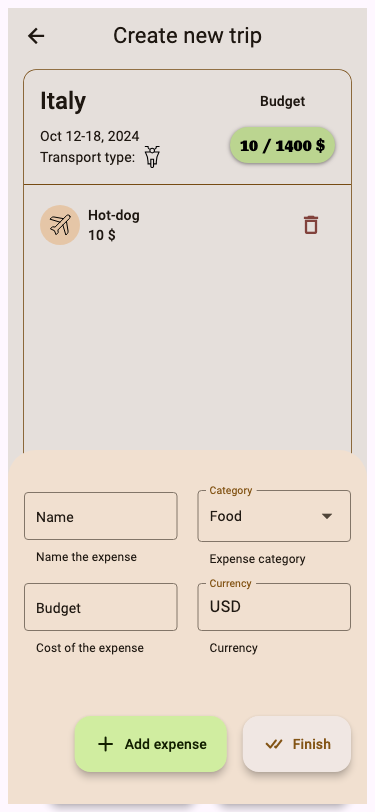 Create new trip
Italy
Budget
Oct 12-18, 2024
Transport type:
10 / 1400 $
Hot-dog
10 $
Category
Name
Food
Name the expense
Expense category
Currency
Budget
USD
Cost of the expense
Currency
Add expense
Finish